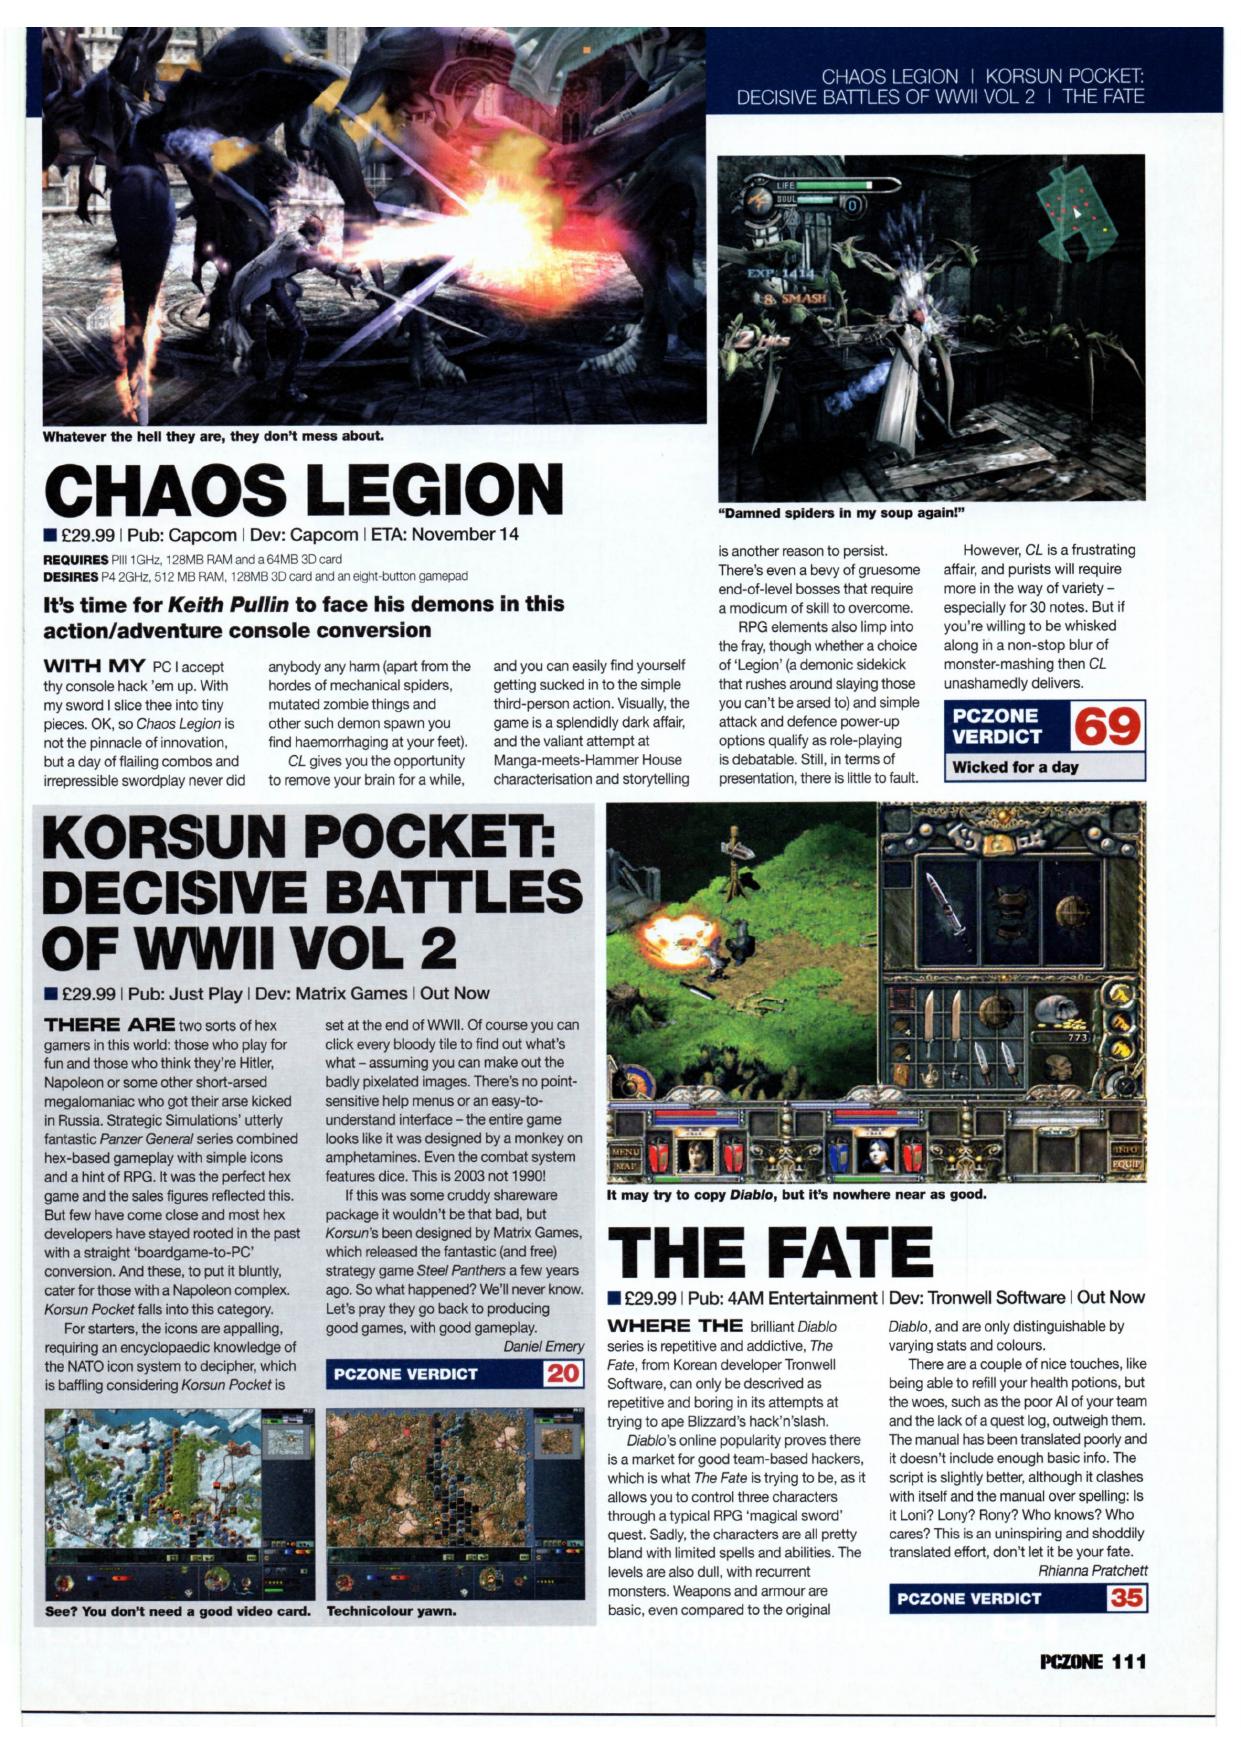 CHAOS LEGION | KORSUN POCKET:
DECISIVE BATTLES OF WWII VOL 2 | THE FATE
LIFE
SOUL
0
EXP: 1414
8. SMASH
2 Hits
Whatever the hell they are, they don't mess about.
"Damned spiders in my soup again!"
CHAOS LEGION
£29.99 | Pub: Capcom | Dev: Capcom | ETA: November 14
REQUIRES PIII 1GHz, 128MB RAM and a 64MB 3D card
DESIRES P4 2GHz, 512 MB RAM, 128MB 3D card and an eight-button gamepad
It's time for Keith Pullin to face his demons in this
action/adventure console conversion
WITH MY PC I accept
thy console hack 'em up. With
my sword I slice thee into tiny
pieces. OK, so Chaos Legion is
not the pinnacle of innovation,
but a day of flailing combos and
irrepressible swordplay never did
anybody any harm (apart from the
hordes of mechanical spiders,
mutated zombie things and
other such demon spawn you
find haemorrhaging at your feet).
CL gives you the opportunity
to remove your brain for a while,
and you can easily find yourself
getting sucked in to the simple
third-person action. Visually, the
game is a splendidly dark affair,
and the valiant attempt at
Manga-meets-Hammer House
characterisation and storytelling
is another reason to persist.
There's even a bevy of gruesome
end-of-level bosses that require
a modicum of skill to overcome.
RPG elements also limp into
the fray, though whether a choice
of 'Legion' (a demonic sidekick
that rushes around slaying those
you can't be arsed to) and simple
attack and defence power-up
options qualify as role-playing
is debatable. Still, in terms of
presentation, there is little to fault.
However, CL is a frustrating
affair, and purists will require
more in the way of variety –
especially for 30 notes. But if
you're willing to be whisked
along in a non-stop blur of
monster-mashing then CL
unashamedly delivers.
PCZONE
VERDICT 69
Wicked for a day
KORSUN POCKET:
DECISIVE BATTLES
OF WWII VOL 2
£29.99 | Pub: Just Play | Dev: Matrix Games | Out Now
THERE ARE two sorts of hex
gamers in this world: those who play for
fun and those who think they're Hitler,
Napoleon or some other short-arsed
megalomaniac who got their arse kicked
in Russia. Strategic Simulations' utterly
fantastic Panzer General series combined
hex-based gameplay with simple icons
and a hint of RPG. It was the perfect hex
game and the sales figures reflected this.
But few have come close and most hex
developers have stayed rooted in the past
with a straight 'boardgame-to-PC'
conversion. And these, to put it bluntly,
cater for those with a Napoleon complex.
Korsun Pocket falls into this category.
For starters, the icons are appalling,
requiring an encyclopaedic knowledge of
the NATO icon system to decipher, which
is baffling considering Korsun Pocket is
set at the end of WWII. Of course you can
click every bloody tile to find out what's
what – assuming you can make out the
badly pixelated images. There's no point-
sensitive help menus or an easy-to-
understand interface – the entire game
looks like it was designed by a monkey on
amphetamines. Even the combat system
features dice. This is 2003 not 1990!
If this was some cruddy shareware
package it wouldn't be that bad, but
Korsun's been designed by Matrix Games,
which released the fantastic (and free)
strategy game Steel Panthers a few years
ago. So what happened? We'll never know.
Let's pray they go back to producing
good games, with good gameplay.
Daniel Emery
PCZONE VERDICT 20
See? You don't need a good video card.
Technicolour yawn.
4
4
773
MENU
MAP
INFO
EQUIP
It may try to copy Diablo, but it's nowhere near as good.
THE FATE
£29.99 | Pub: 4AM Entertainment | Dev: Tronwell Software | Out Now
WHERE THE brilliant Diablo
series is repetitive and addictive, The
Fate, from Korean developer Tronwell
Software, can only be descrived as
repetitive and boring in its attempts at
trying to ape Blizzard's hack'n'slash.
Diablo's online popularity proves there
is a market for good team-based hackers,
which is what The Fate is trying to be, as it
allows you to control three characters
through a typical RPG 'magical sword'
quest. Sadly, the characters are all pretty
bland with limited spells and abilities. The
levels are also dull, with recurrent
monsters. Weapons and armour are
basic, even compared to the original
Diablo, and are only distinguishable by
varying stats and colours.
There are a couple of nice touches, like
being able to refill your health potions, but
the woes, such as the poor AI of your team
and the lack of a quest log, outweigh them.
The manual has been translated poorly and
it doesn't include enough basic info. The
script is slightly better, although it clashes
with itself and the manual over spelling: Is
it Loni? Lony? Rony? Who knows? Who
cares? This is an uninspiring and shoddily
translated effort, don't let it be your fate.
Rhianna Pratchett
PCZONE VERDICT 35
PCZONE 111